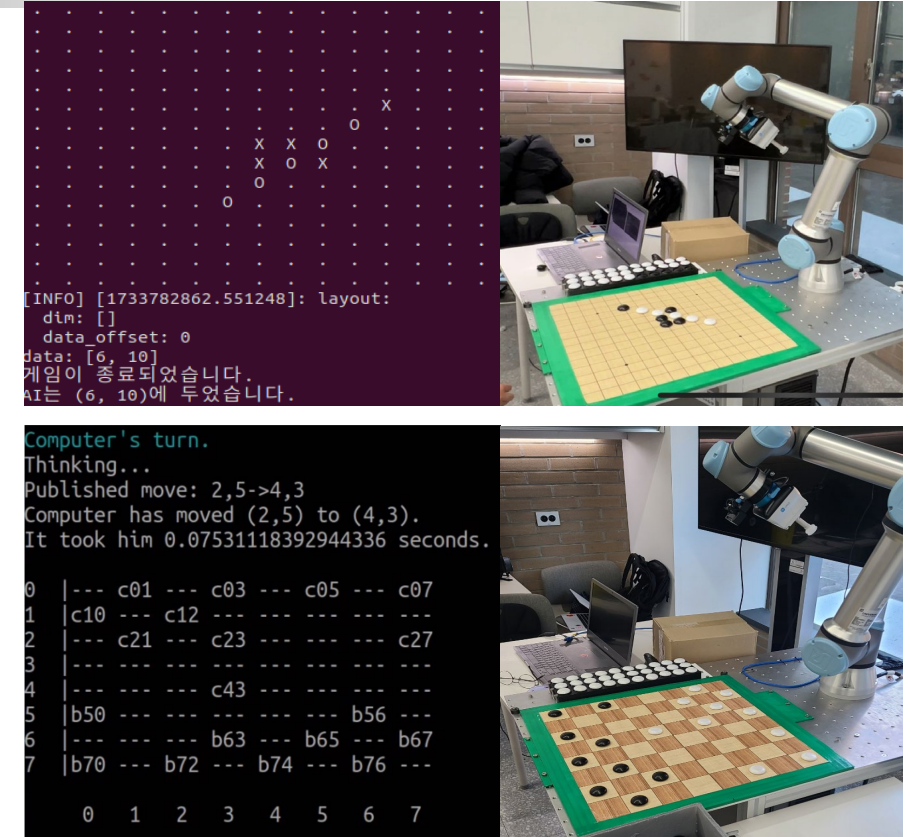 . . . . . . . . . . . . . . .
. . . . . . . . . . . . . . .
. . . . . . . . . . . . . . .
. . . . . . . . . . . . . . .
. . . . . . . . . . . . . . .
. . . . . . . . . . . X . . .
. . . . . . . . . . O . . . .
. . . . . . . X X O . . . . .
. . . . . . . X O X . . . . .
. . . . . . . O . . . . . . .
. . . . . . O . . . . . . . .
. . . . . . . . . . . . . . .
. . . . . . . . . . . . . . .
. . . . . . . . . . . . . . .
. . . . . . . . . . . . . . .
[INFO] [1733782862.551248]: layout:
dim: []
data_offset: 0
data: [6, 10]
게임이 종료되었습니다.
AI는 (6, 10)에 두었습니다.
Computer's turn.
Thinking...
Published move: 2,5->4,3
Computer has moved (2,5) to (4,3).
It took him 0.07531118392944336 seconds.
0 |--- c01 --- c03 --- c05 --- c07
1 |c10 --- c12 --- --- --- --- ---
2 |--- c21 --- c23 --- --- --- c27
3 |--- --- --- --- --- --- --- ---
4 |--- --- --- c43 --- --- --- ---
5 |b50 --- --- --- --- --- b56 ---
6 |--- --- --- b63 --- b65 --- b67
7 |b70 --- b72 --- b74 --- b76 ---
0 1 2 3 4 5 6 7